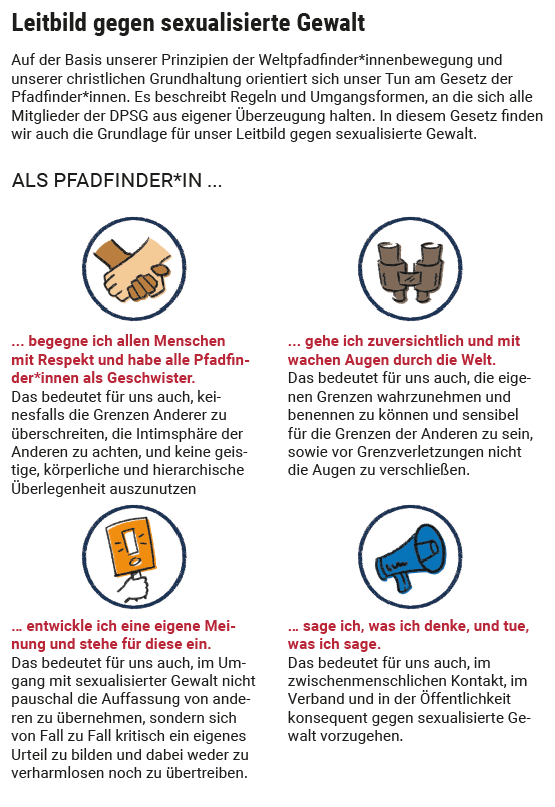 Leitbild gegen sexualisierte Gewalt
Auf der Basis unserer Prinzipien der Weltpfadfinder*innenbewegung und
unserer christlichen Grundhaltung orientiert sich unser Tun am Gesetz der
Pfadfinder*innen. Es beschreibt Regeln und Umgangsformen, an die sich alle
Mitglieder der DPSG aus eigener Überzeugung halten. In diesem Gesetz finden
wir auch die Grundlage für unser Leitbild gegen sexualisierte Gewalt.
ALS PFADFINDER*IN ...
... begegne ich allen Menschen
mit Respekt und habe alle Pfadfin-
der*innen als Geschwister.
Das bedeutet für uns auch, kei-
nesfalls die Grenzen Anderer zu
überschreiten, die Intimsphäre der
Anderen zu achten, und keine geis-
tige, körperliche und hierarchische
Überlegenheit auszunutzen
... gehe ich zuversichtlich und mit
wachen Augen durch die Welt.
Das bedeutet für uns auch, die eige-
nen Grenzen wahrzunehmen und
benennen zu können und sensibel
für die Grenzen der Anderen zu sein,
sowie vor Grenzverletzungen nicht
die Augen zu verschließen.
... entwickle ich eine eigene Mei-
nung und stehe für diese ein.
Das bedeutet für uns auch, im Um-
gang mit sexualisierter Gewalt nicht
pauschal die Auffassung von ande-
ren zu übernehmen, sondern sich
von Fall zu Fall kritisch ein eigenes
Urteil zu bilden und dabei weder zu
verharmlosen noch zu übertreiben.
... sage ich, was ich denke, und tue,
was ich sage.
Das bedeutet für uns auch, im
zwischenmenschlichen Kontakt, im
Verband und in der Öffentlichkeit
konsequent gegen sexualisierte Ge-
walt vorzugehen.